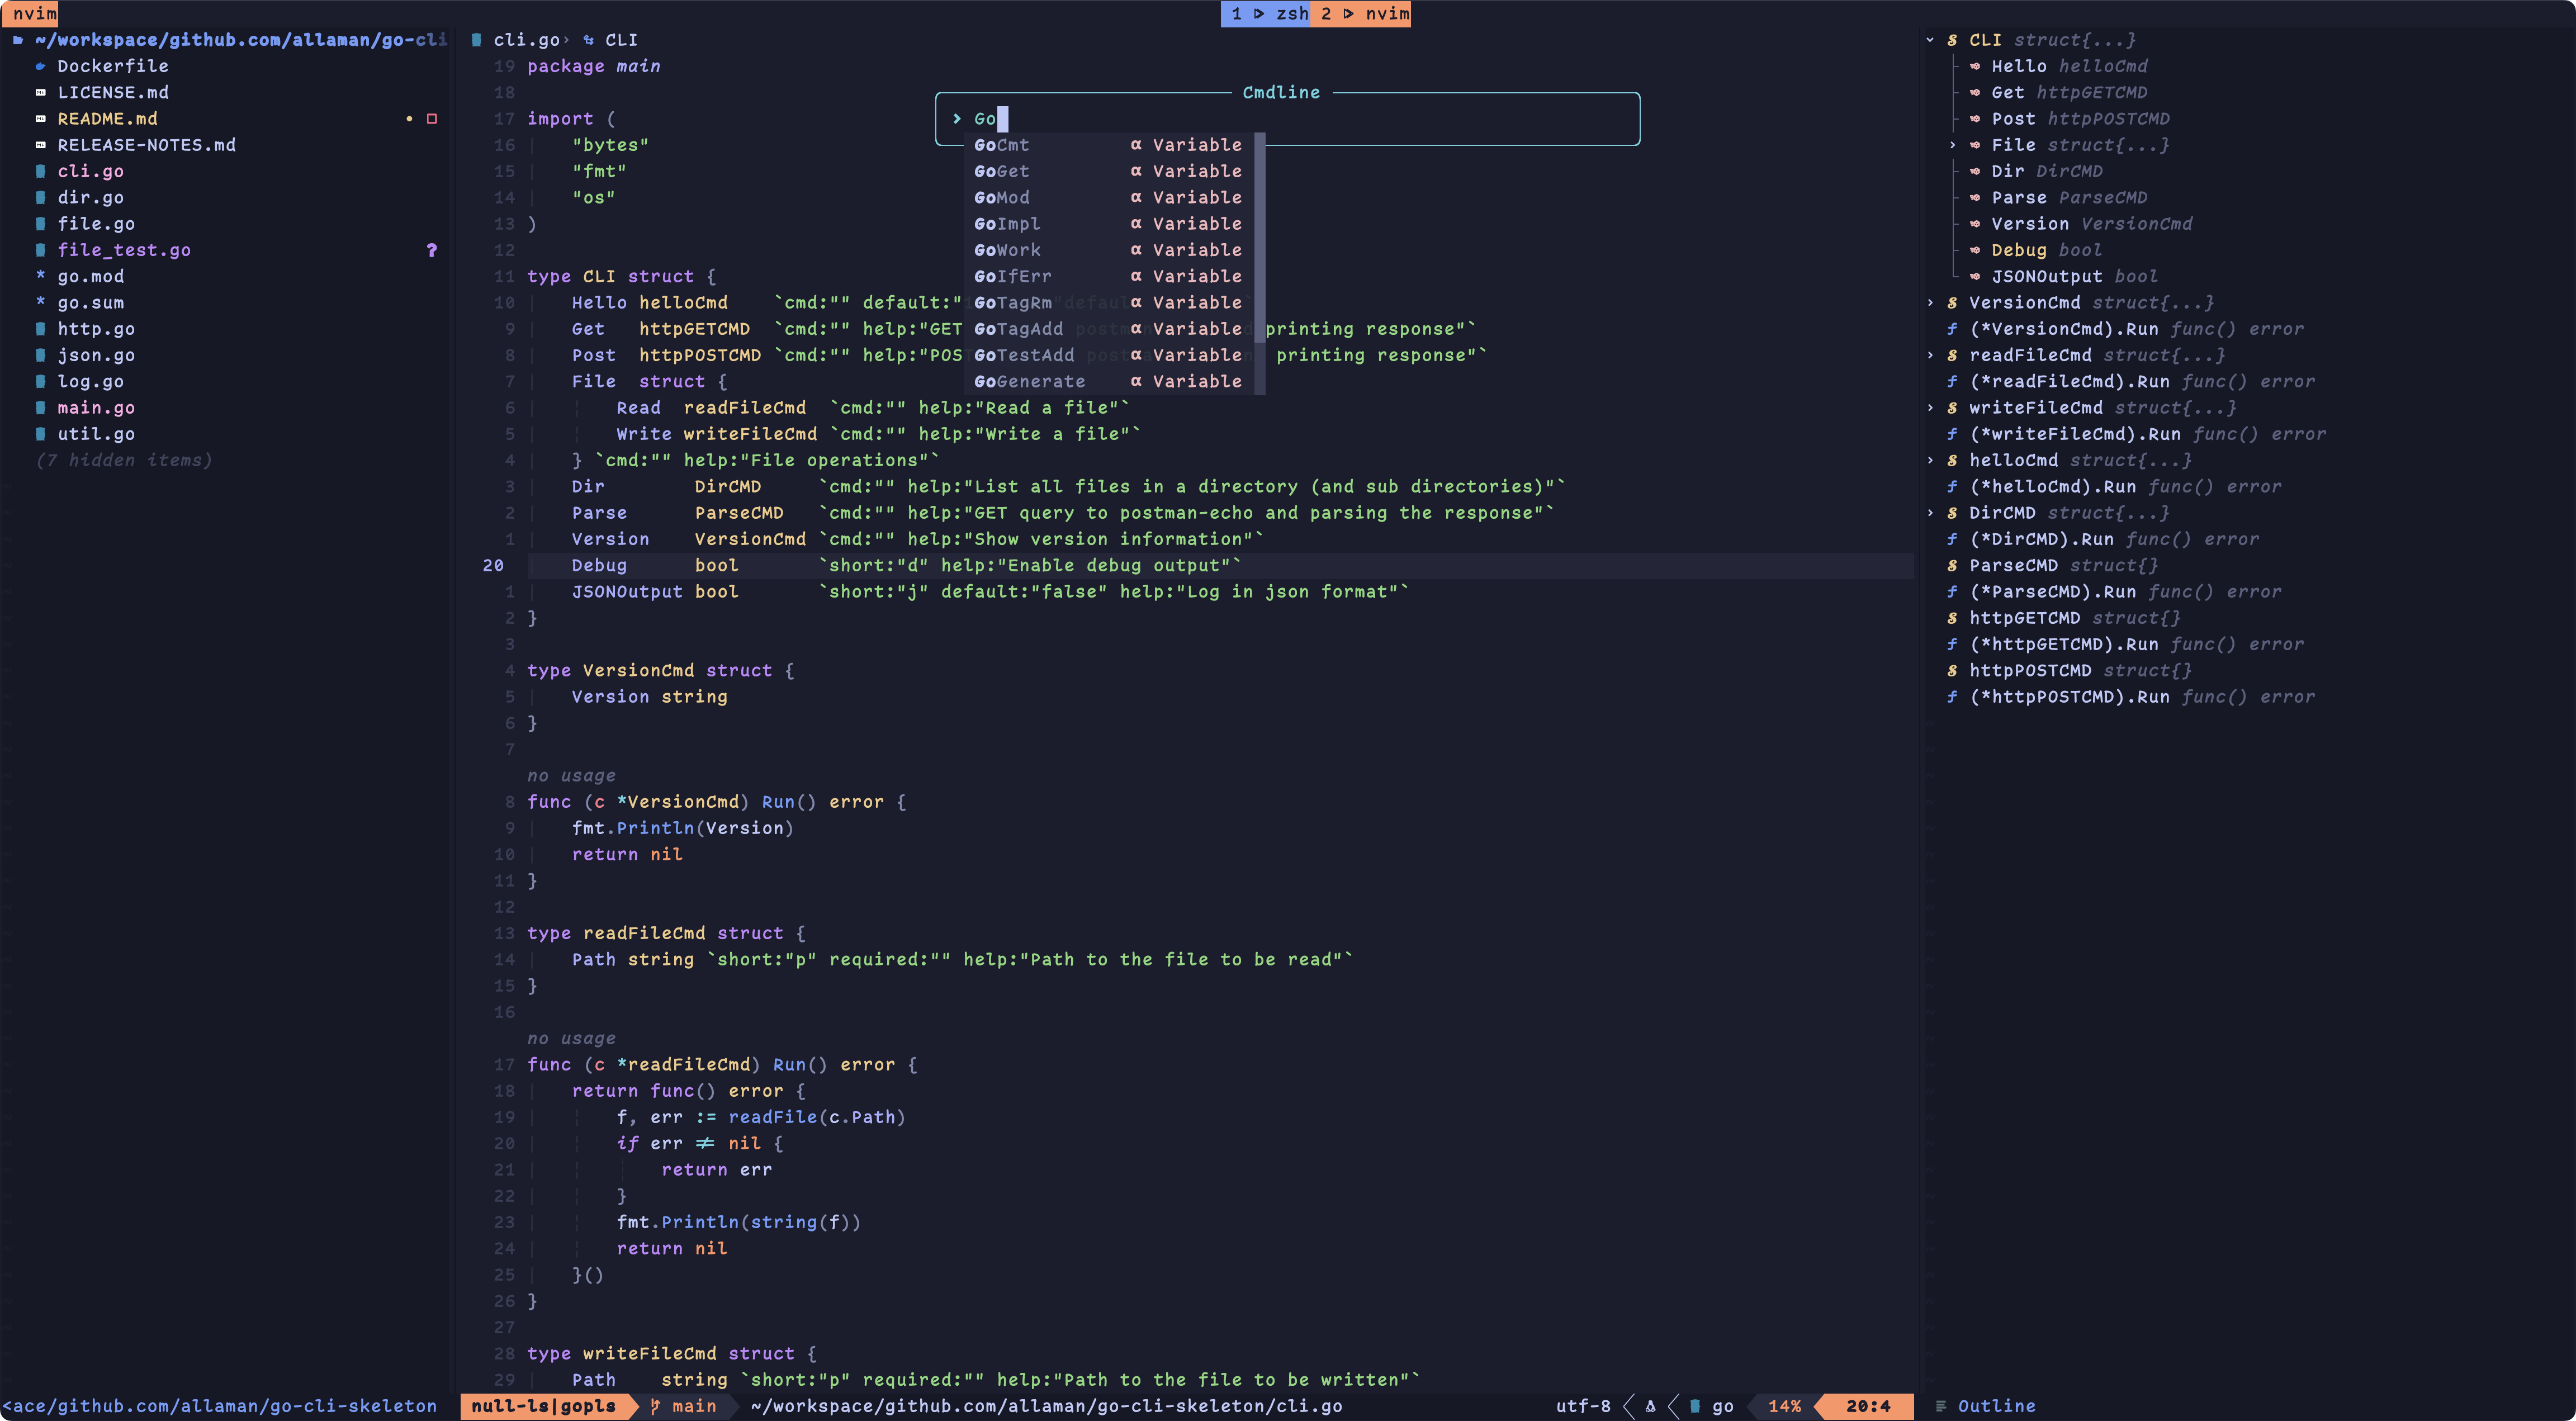 nvim
1 zsh 2 nvim
~/workspace/github.com/allaman/go-cli
Dockerfile
LICENSE.md
README.md
RELEASE-NOTES.md
cli.go
dir.go
file.go
file_test.go ?
* go.mod
* go.sum
http.go
json.go
log.go
main.go
util.go
(7 hidden items)
<ace/github.com/allaman/go-cli-skeleton
cli.go › CLI
19 package main
18
17 import (
16 "bytes"
15 "fmt"
14 "os"
13 )
12
11 type CLI struct {
10 Hello helloCmd `cmd:"" default:"
9 Get httpGETCMD `cmd:"" help:"GET printing response"`
8 Post httpPOSTCMD `cmd:"" help:"POS printing response"`
7 File struct {
6 Read readFileCmd `cmd:"" help:"Read a file"`
5 Write writeFileCmd `cmd:"" help:"Write a file"`
4 } `cmd:"" help:"File operations"`
3 Dir DirCMD `cmd:"" help:"List all files in a directory (and sub directories)"`
2 Parse ParseCMD `cmd:"" help:"GET query to postman-echo and parsing the response"`
1 Version VersionCmd `cmd:"" help:"Show version information"`
20 Debug bool `short:"d" help:"Enable debug output"`
1 JSONOutput bool `short:"j" default:"false" help:"Log in json format"`
2 }
3
4 type VersionCmd struct {
5 Version string
6 }
7
no usage
8 func (c *VersionCmd) Run() error {
9 fmt.Println(Version)
10 return nil
11 }
12
13 type readFileCmd struct {
14 Path string `short:"p" required:"" help:"Path to the file to be read"`
15 }
16
no usage
17 func (c *readFileCmd) Run() error {
18 return func() error {
19 f, err := readFile(c.Path)
20 if err ≠ nil {
21 return err
22 }
23 fmt.Println(string(f))
24 return nil
25 }()
26 }
27
28 type writeFileCmd struct {
29 Path string `short:"p" required:"" help:"Path to the file to be written"`
Cmdline
> Go
GoCmt α Variable
GoGet α Variable
GoMod α Variable
GoImpl α Variable
GoWork α Variable
GoIfErr α Variable
GoTagRm α Variable
GoTagAdd α Variable
GoTestAdd α Variable
GoGenerate α Variable
null-ls|gopls main ~/workspace/github.com/allaman/go-cli-skeleton/cli.go utf-8 go 14% 20:4
S CLI struct{...}
Hello helloCmd
Get httpGETCMD
Post httpPOSTCMD
> File struct{...}
Dir DirCMD
Parse ParseCMD
Version VersionCmd
Debug bool
JSONOutput bool
> S VersionCmd struct{...}
f (*VersionCmd).Run func() error
> S readFileCmd struct{...}
f (*readFileCmd).Run func() error
> S writeFileCmd struct{...}
f (*writeFileCmd).Run func() error
> S helloCmd struct{...}
f (*helloCmd).Run func() error
> S DirCMD struct{...}
f (*DirCMD).Run func() error
S ParseCMD struct{}
f (*ParseCMD).Run func() error
S httpGETCMD struct{}
f (*httpGETCMD).Run func() error
S httpPOSTCMD struct{}
f (*httpPOSTCMD).Run func() error
Outline